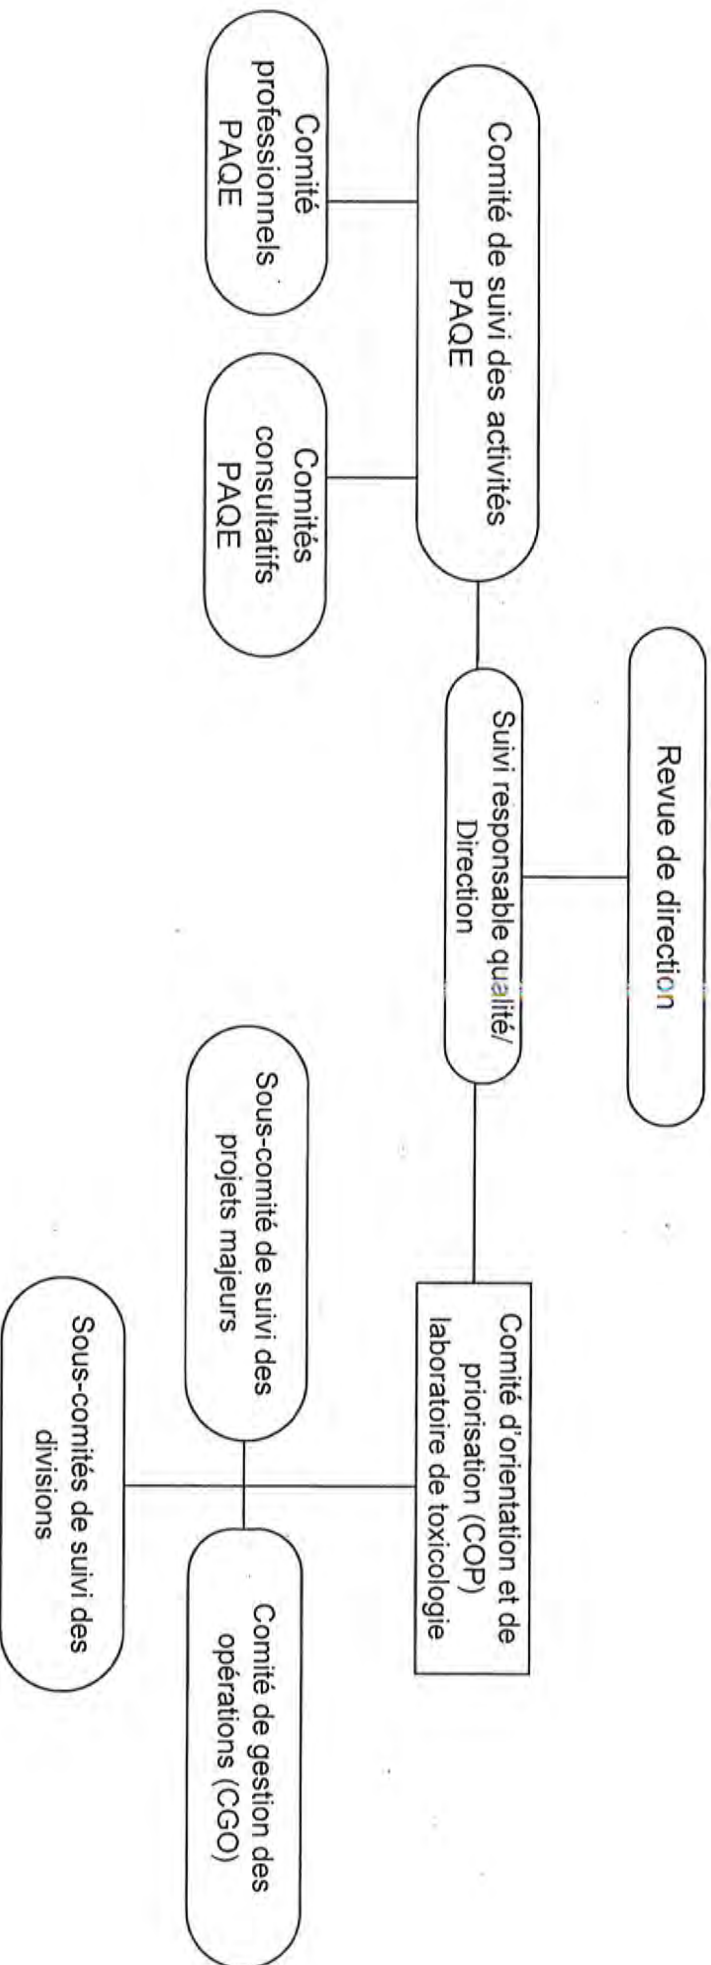 Revue de direction
Comité de suivi des activités
PAQE
Suivi responsable qualité/
Direction
Comité d'orientation et de
priorisation (COP)
laboratoire de toxicologie
Comité
professionnels
PAQE
Comités
consultatifs
PAQE
Sous-comité de suivi des
projets majeurs
Comité de gestion des
opérations (CGO)
Sous-comités de suivi des
divisions